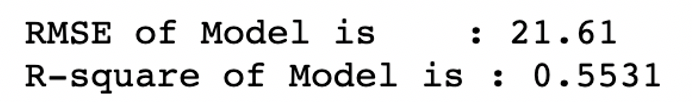 RMSE of Model is    : 21.61
R-square of Model is : 0.5531